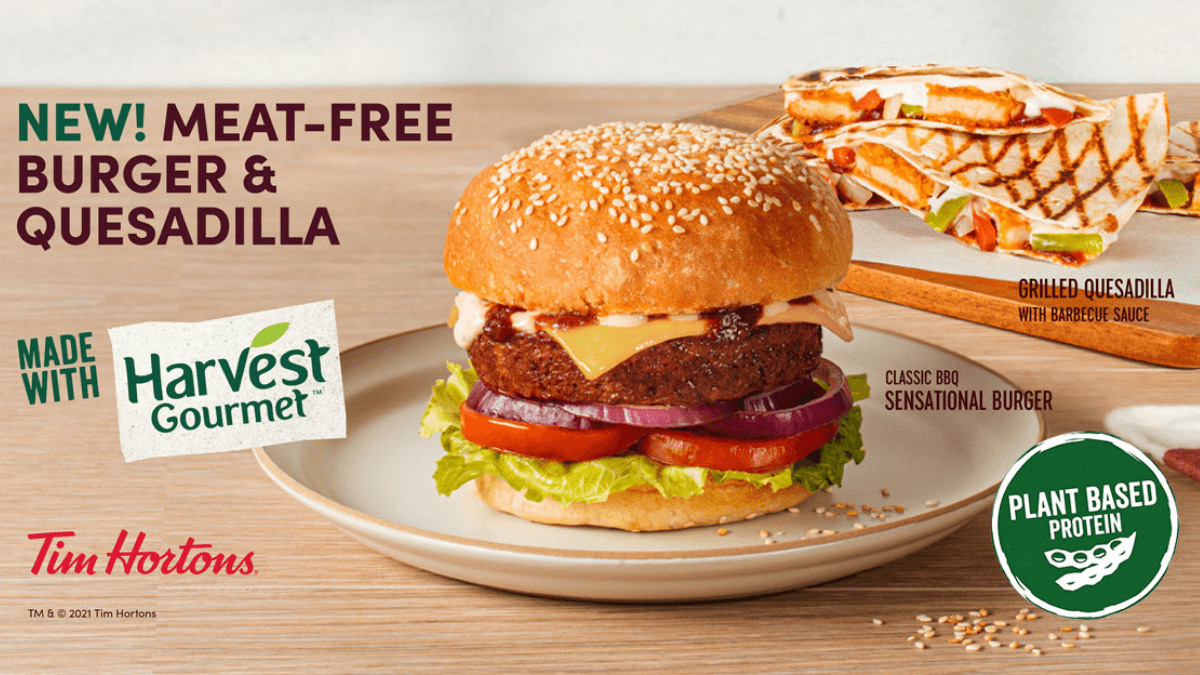 NEW! MEAT-FREE
BURGER &
QUESADILLA
MADE
WITH
Harvest
Gourmet™
GRILLED QUESADILLA
WITH BARBECUE SAUCE
CLASSIC BBQ
SENSATIONAL BURGER
PLANT BASED
PROTEIN
Tim Hortons.
TM & © 2021 Tim Hortons